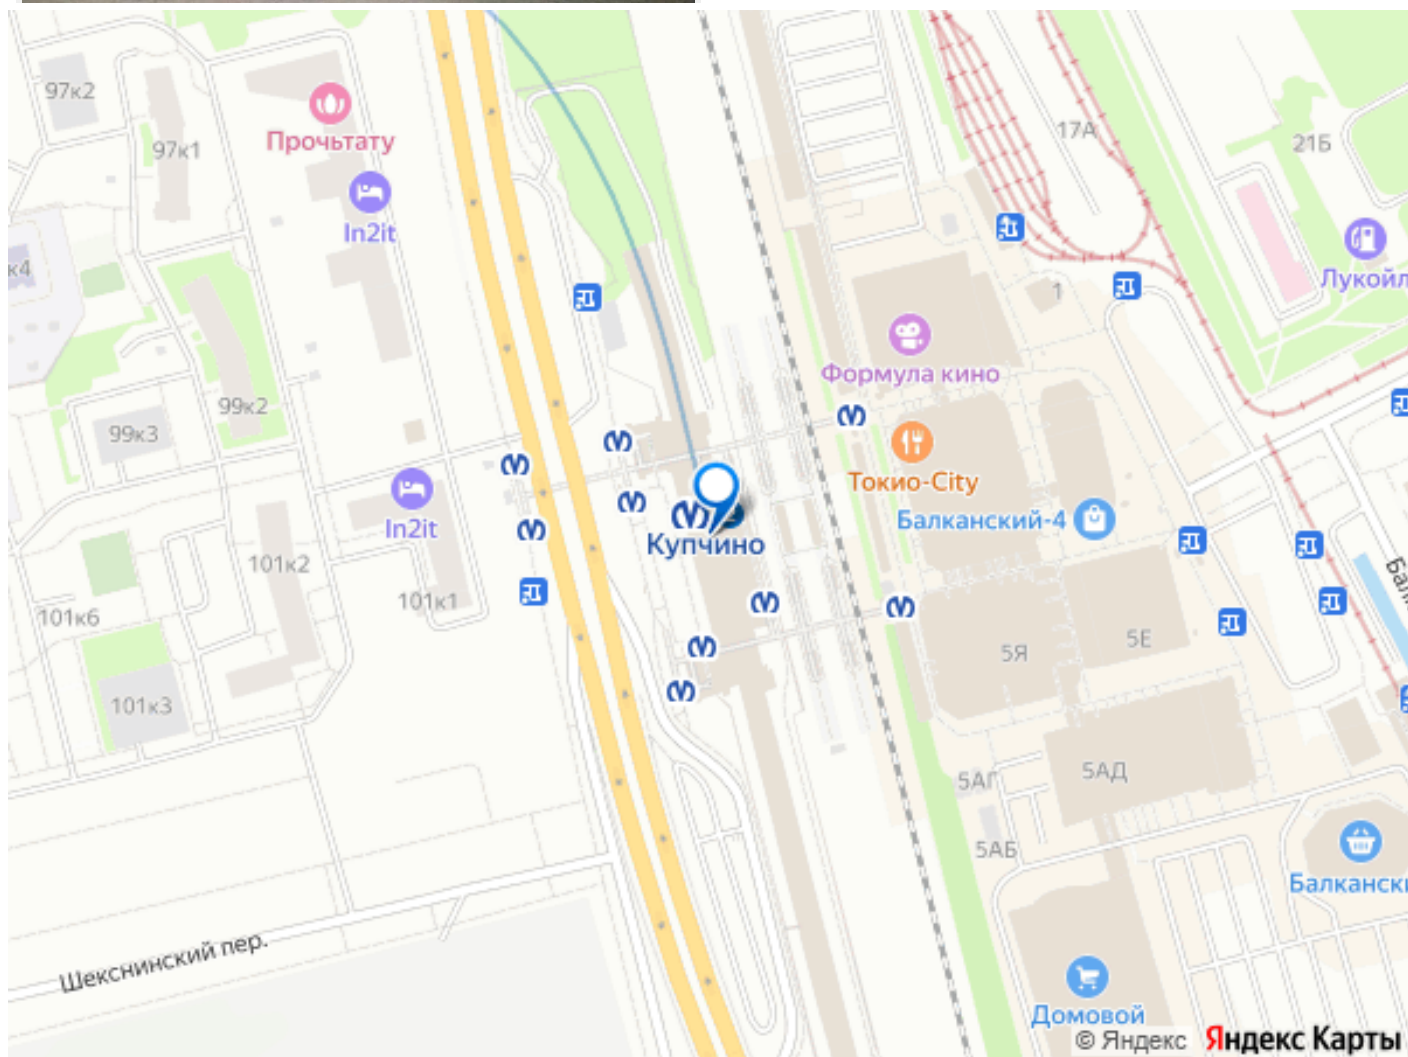 97к2
17А
21Б
Прочьтату
97к1
In2it
к4
Лукойл
1
Формула кино
99к2
99к3
Токио-City
In2it
Балканский-4
Купчино
101к2
101к1
101к6
5Я
5Е
101к3
5АГ
5АД
5АБ
Балкански
Шекснинский пер.
Домовой
© Яндекс Яндекс Карты